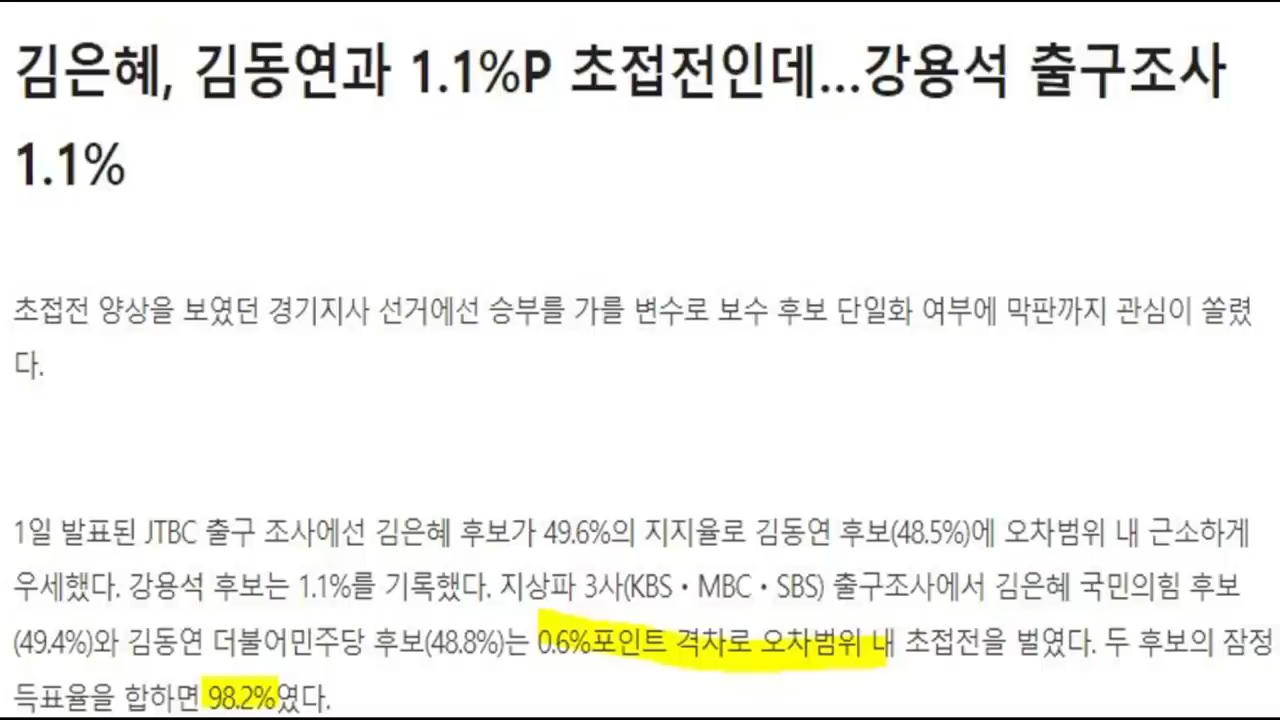 김은혜, 김동연과 1.1%P 초접전인데...강용석 출구조사
1.1%
초접전 양상을 보였던 경기지사 선거에선 승부를 가를 변수로 보수 후보 단일화 여부에 막판까지 관심이 쏠렸
다.
1일 발표된 JTBC 출구 조사에선 김은혜 후보가 49.6%의 지지율로 김동연 후보(48.5%)에 오차범위 내 근소하게
우세했다. 강용석 후보는 1.1%를 기록했다. 지상파 3사(KBS·MBC·SBS) 출구조사에서 김은혜 국민의힘 후보
(49.4%)와 김동연 더불어민주당 후보(48.8%)는 0.6%포인트 격차로 오차범위 내 초접전을 벌였다. 두 후보의 잠정
득표율을 합하면 98.2%였다.